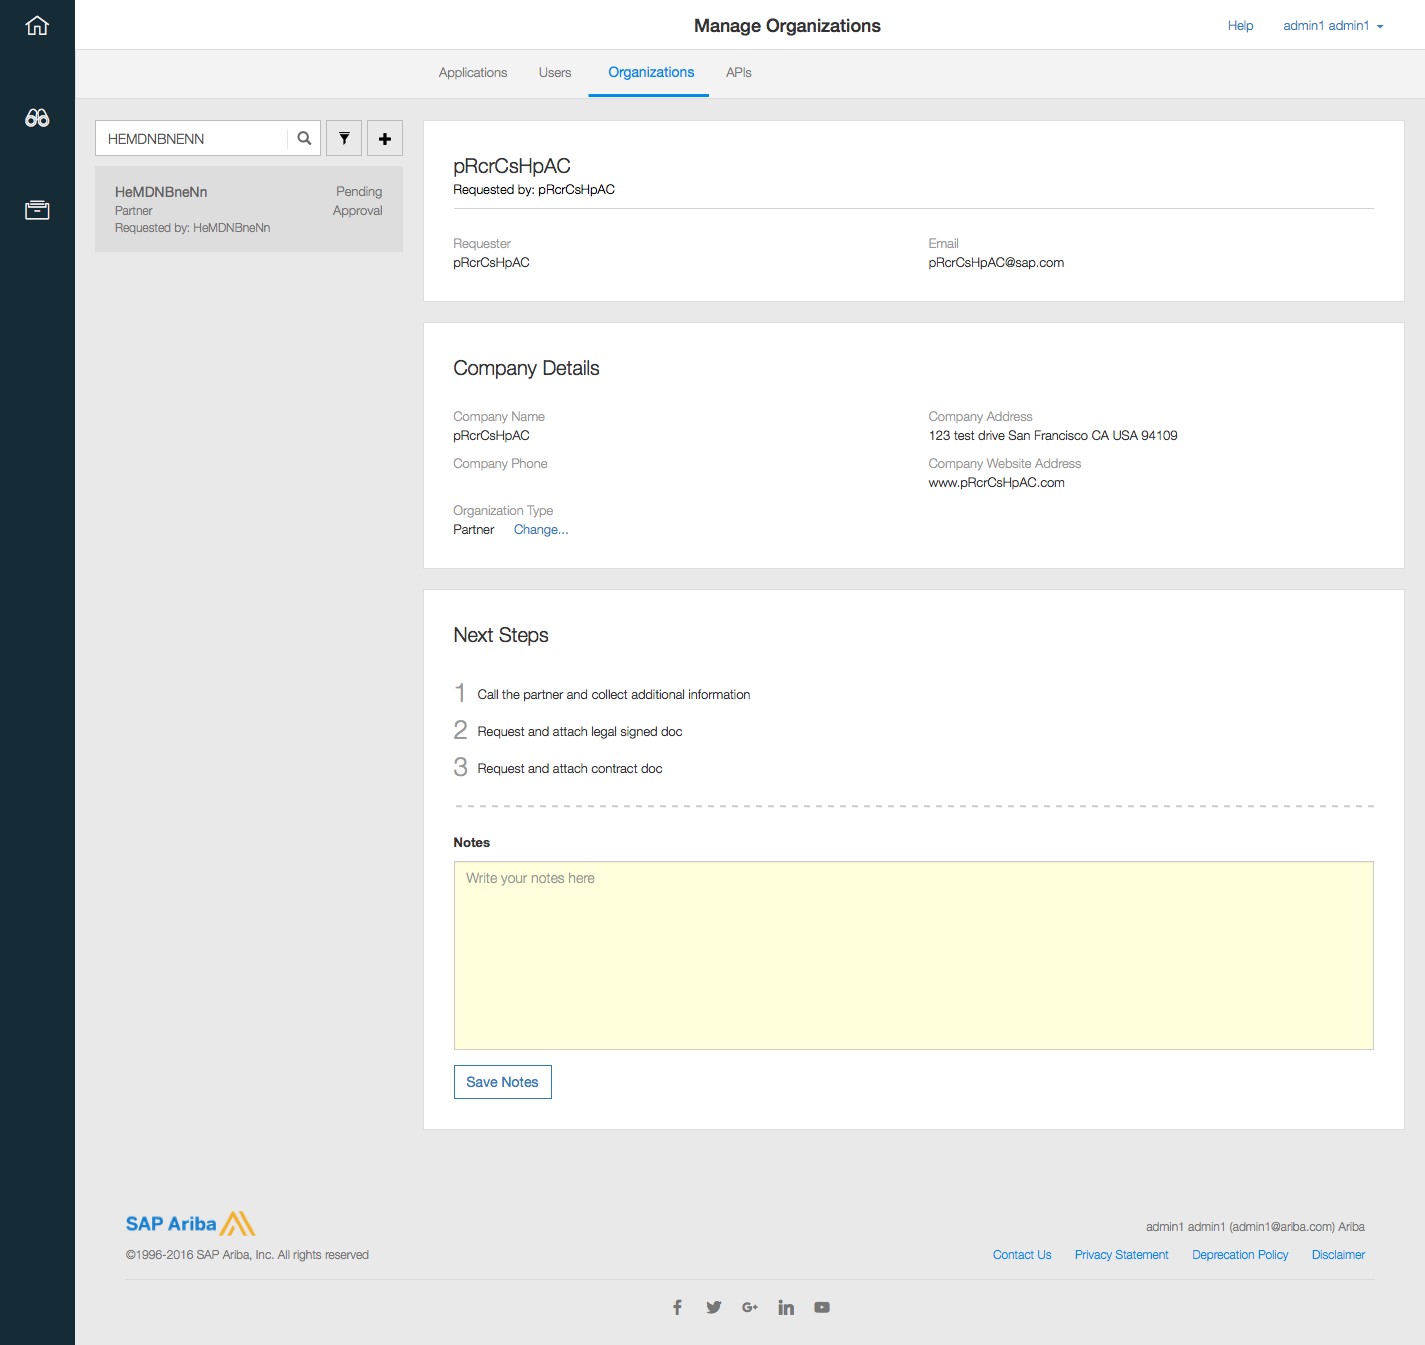 Manage Organizations
Help
admin1 admin1
Applications
Users
Organizations
APIs
HEMDNBNENN
HeMDNBneNn
Pending Approval
Partner
Requested by: HeMDNBneNn
pRcrCsHpAC
Requested by: pRcrCsHpAC
Requester
pRcrCsHpAC
Email
pRcrCsHpAC@sap.com
Company Details
Company Name
pRcrCsHpAC
Company Address
123 test drive San Francisco CA USA 94109
Company Phone
Company Website Address
www.pRcrCsHpAC.com
Organization Type
Partner Change...
Next Steps
1 Call the partner and collect additional information
2 Request and attach legal signed doc
3 Request and attach contract doc
Notes
Write your notes here
Save Notes
SAP Ariba
admin1 admin1 (admin1@ariba.com) Ariba
©1996-2016 SAP Ariba, Inc. All rights reserved
Contact Us
Privacy Statement
Deprecation Policy
Disclaimer